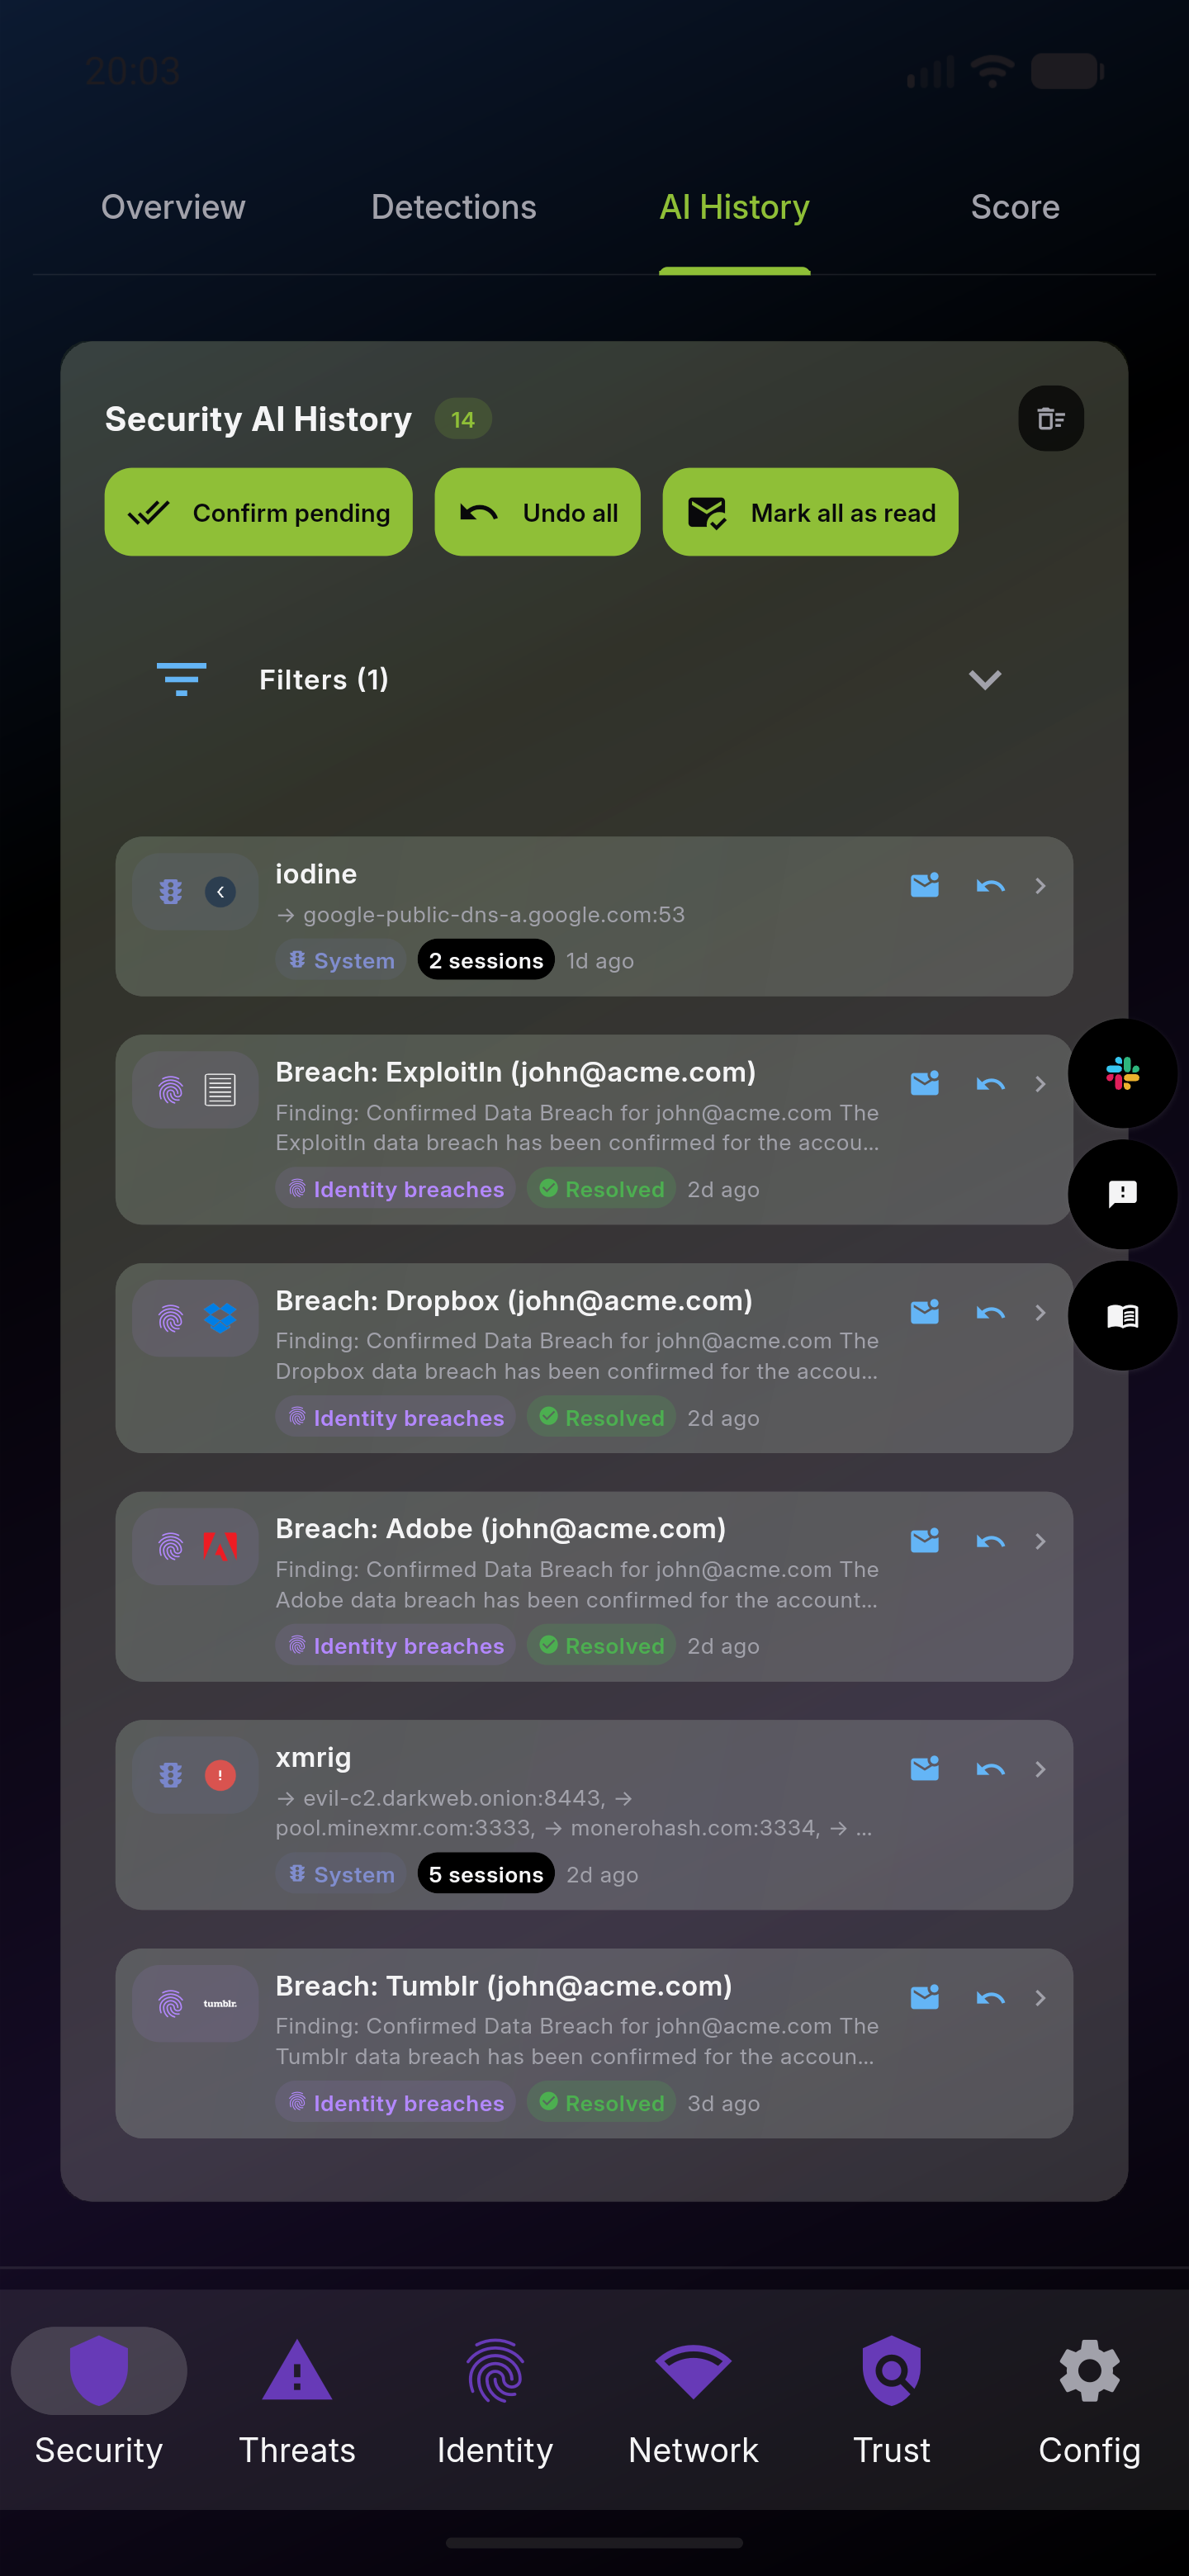 20:03
Overview
Detections
AI History
Score
Security AI History
14
Confirm pending
Undo all
Mark all as read
Filters (1)
iodine
→ google-public-dns-a.google.com:53
System
2 sessions
1d ago
Breach: ExploitIn (john@acme.com)
Finding: Confirmed Data Breach for john@acme.com The
ExploitIn data breach has been confirmed for the accou...
Identity breaches
Resolved
2d ago
Breach: Dropbox (john@acme.com)
Finding: Confirmed Data Breach for john@acme.com The
Dropbox data breach has been confirmed for the accou...
Identity breaches
Resolved
2d ago
Breach: Adobe (john@acme.com)
Finding: Confirmed Data Breach for john@acme.com The
Adobe data breach has been confirmed for the account...
Identity breaches
Resolved
2d ago
xmrig
→ evil-c2.darkweb.onion:8443, →
pool.minexmr.com:3333, → monerohash.com:3334, → ...
System
5 sessions
2d ago
tumblr.
Breach: Tumblr (john@acme.com)
Finding: Confirmed Data Breach for john@acme.com The
Tumblr data breach has been confirmed for the accoun...
Identity breaches
Resolved
3d ago
Security
Threats
Identity
Network
Trust
Config